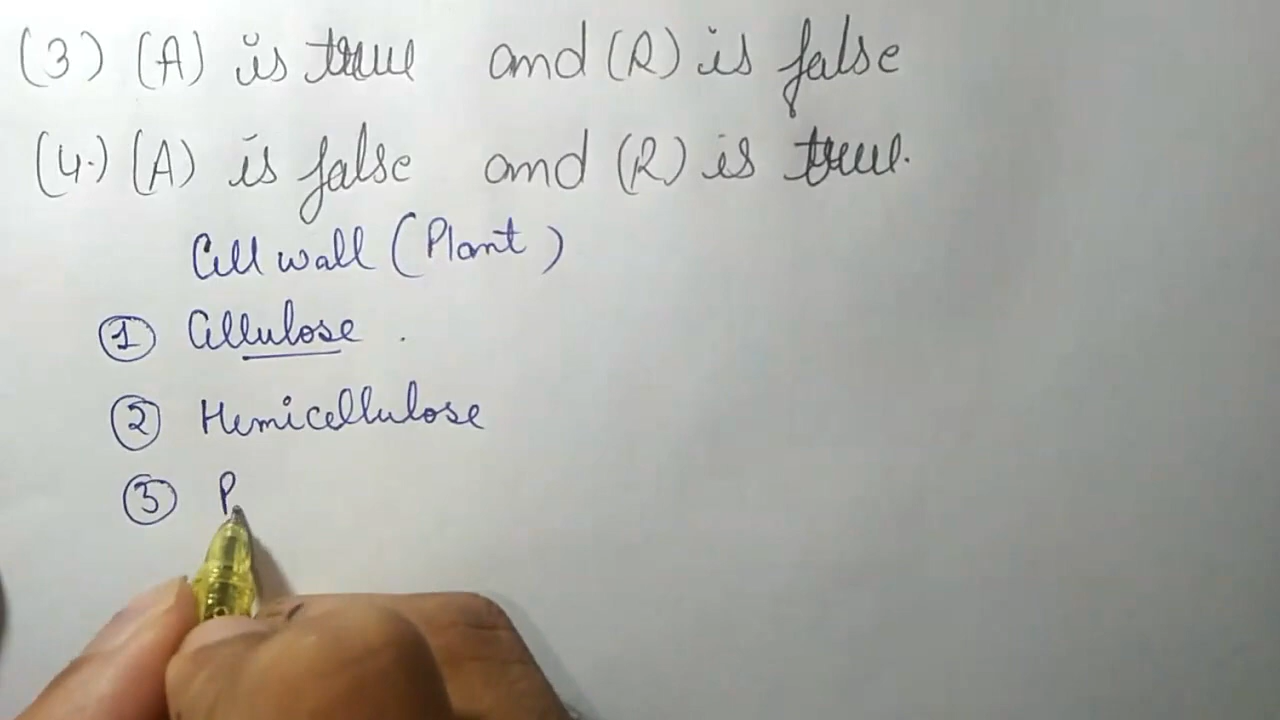 (3) (A) is true and (R) is false
(4.) (A) is false and (R) is true.
Cell wall (Plant)
1 Cellulose .
2 Hemicellulose
3 P